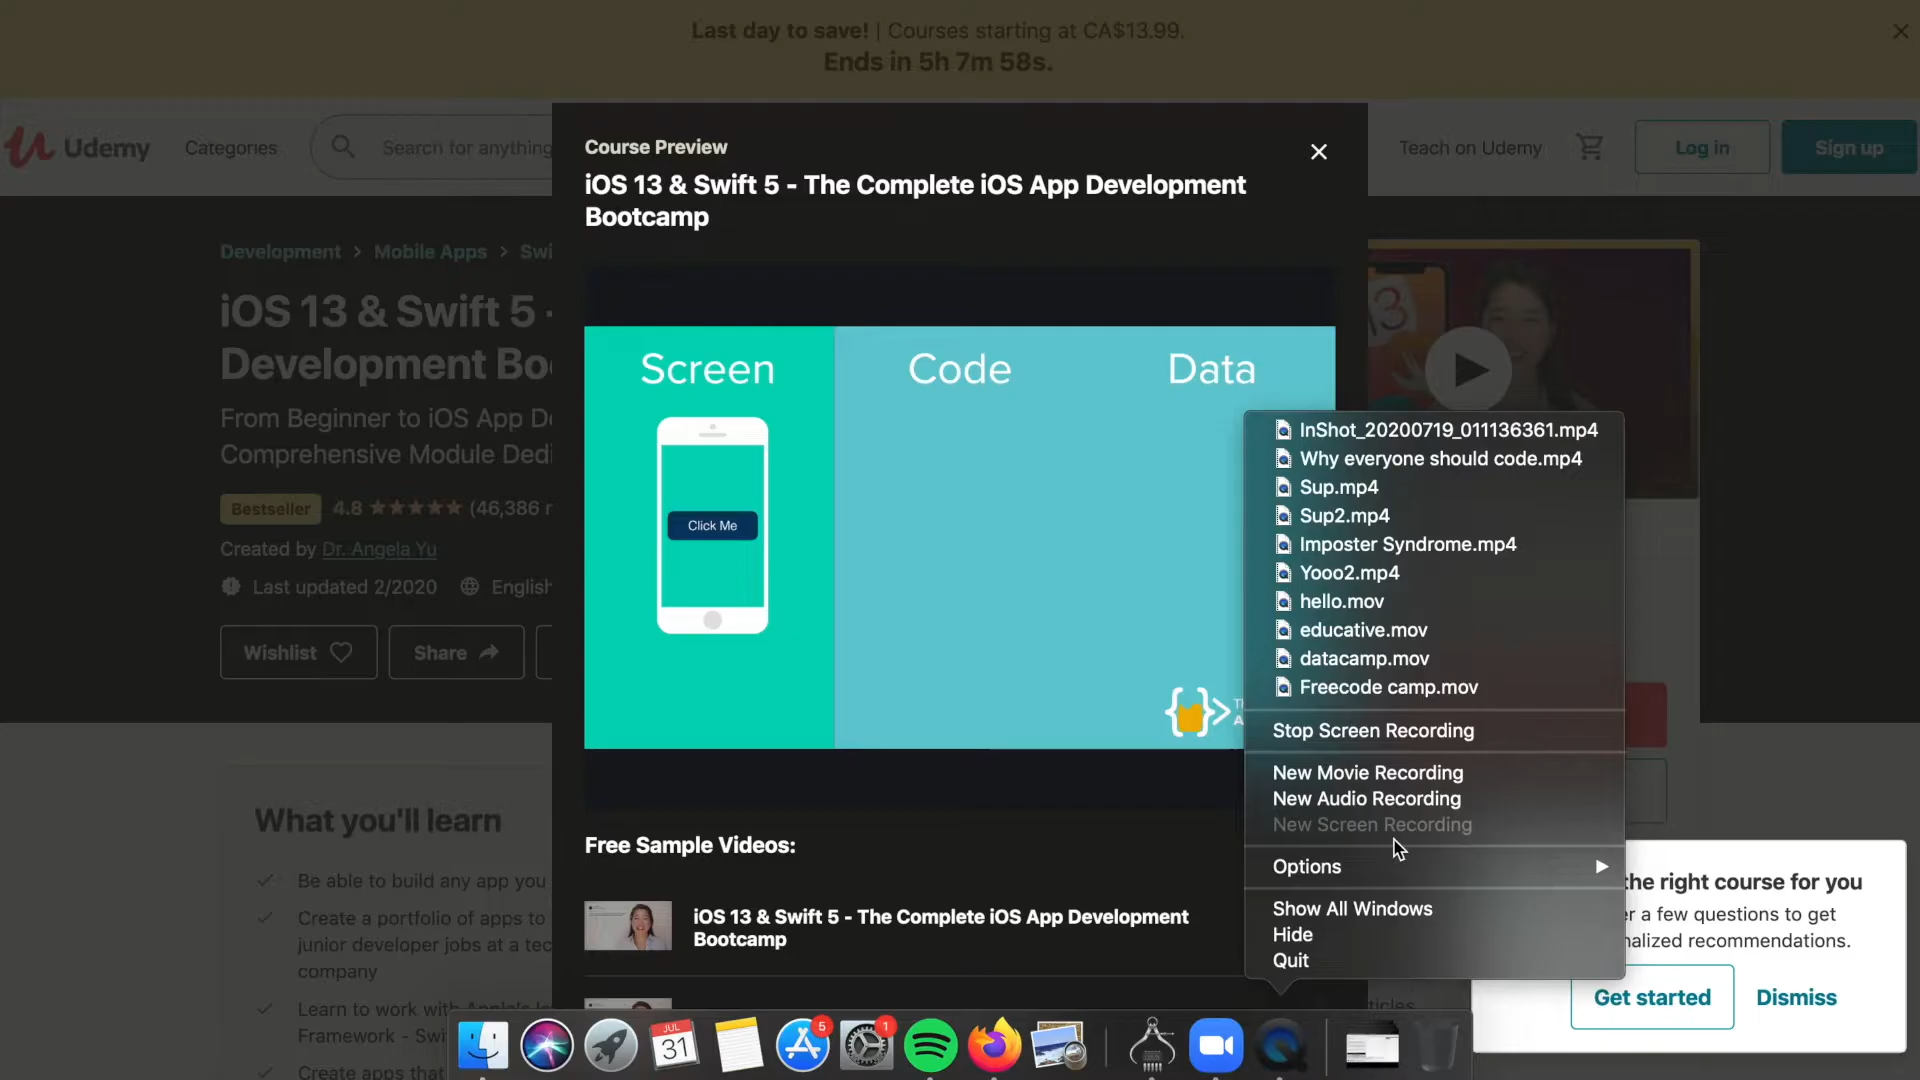 Last day to save! | Courses starting at CA$13.99.
Ends in 5h 7m 58s.
Udemy
Categories
Search for anything
Teach on Udemy
Log in
Sign up
Course Preview
iOS 13 & Swift 5 - The Complete iOS App Development
Bootcamp
Development > Mobile Apps > Swi
iOS 13 & Swift 5 -
Development Bo
From Beginner to iOS App D
Comprehensive Module Dedi
Bestseller 4.8 (46,386
Created by Dr. Angela Yu
Last updated 2/2020 English
Wishlist
Share
Screen
Code
Data
Click Me
InShot_20200719_011136361.mp4
Why everyone should code.mp4
Sup.mp4
Sup2.mp4
Imposter Syndrome.mp4
Yooo2.mp4
hello.mov
educative.mov
datacamp.mov
Freecode camp.mov
Stop Screen Recording
New Movie Recording
New Audio Recording
New Screen Recording
Options
Show All Windows
Hide
Quit
What you'll learn
Be able to build any app you
Create a portfolio of apps to
junior developer jobs at a tec
company
Learn to work with Apple's
Framework - Swi
Create apps that
Free Sample Videos:
iOS 13 & Swift 5 - The Complete iOS App Development
Bootcamp
the right course for you
r a few questions to get
nalized recommendations.
Get started
Dismiss
JUL
31
5
1